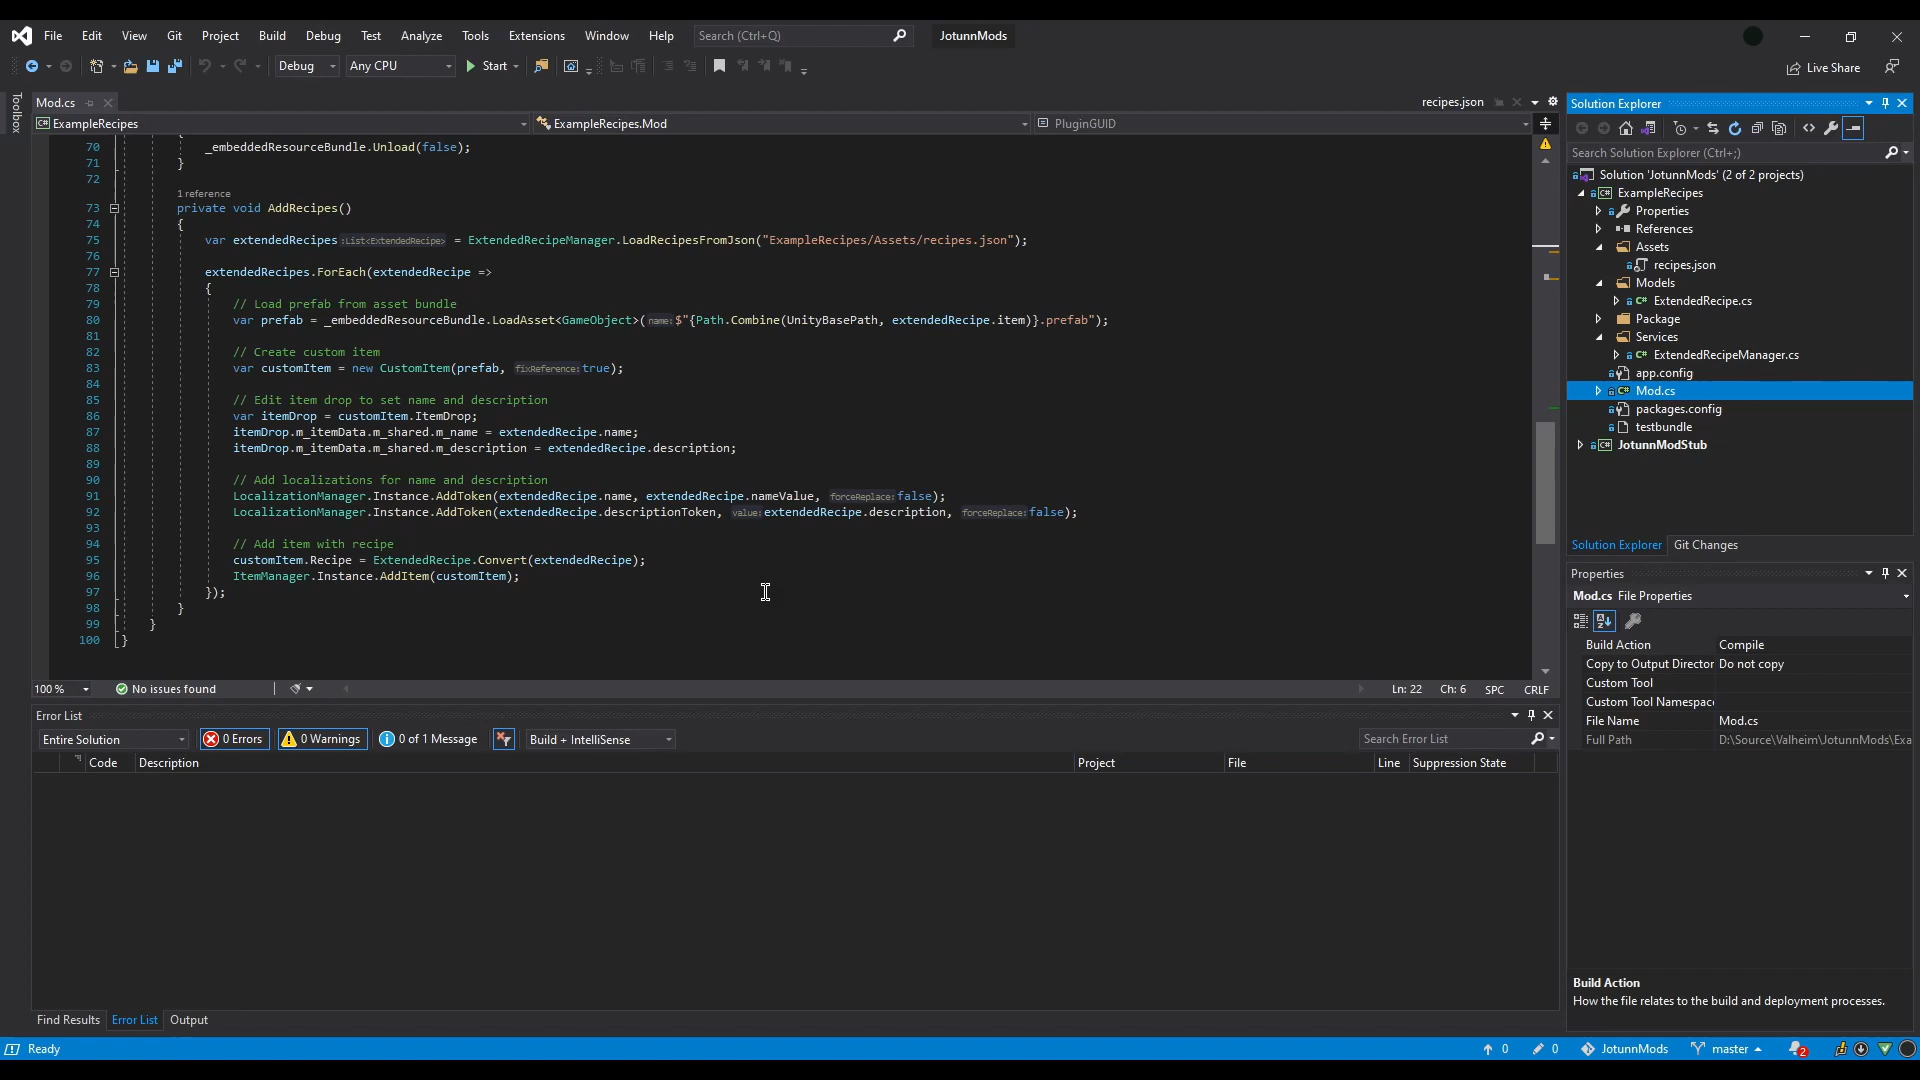 File Edit View Git Project Build Debug Test Analyze Tools Extensions Window Help Search (Ctrl+Q) JotunnMods
Debug Any CPU Start Live Share
Toolbox
Mod.cs recipes.json
ExampleRecipes ExampleRecipes.Mod PluginGUID
70 _embeddedResourceBundle.Unload(false);
71 }
72
1 reference
73 private void AddRecipes()
74 {
75 var extendedRecipes :List<ExtendedRecipe> = ExtendedRecipeManager.LoadRecipesFromJson("ExampleRecipes/Assets/recipes.json");
76
77 extendedRecipes.ForEach(extendedRecipe =>
78 {
79 // Load prefab from asset bundle
80 var prefab = _embeddedResourceBundle.LoadAsset<GameObject>( name: $"{Path.Combine(UnityBasePath, extendedRecipe.item)}.prefab");
81
82 // Create custom item
83 var customItem = new CustomItem(prefab, fixReference: true);
84
85 // Edit item drop to set name and description
86 var itemDrop = customItem.ItemDrop;
87 itemDrop.m_itemData.m_shared.m_name = extendedRecipe.name;
88 itemDrop.m_itemData.m_shared.m_description = extendedRecipe.description;
89
90 // Add localizations for name and description
91 LocalizationManager.Instance.AddToken(extendedRecipe.name, extendedRecipe.nameValue, forceReplace: false);
92 LocalizationManager.Instance.AddToken(extendedRecipe.descriptionToken, value: extendedRecipe.description, forceReplace: false);
93
94 // Add item with recipe
95 customItem.Recipe = ExtendedRecipe.Convert(extendedRecipe);
96 ItemManager.Instance.AddItem(customItem);
97 });
98 }
99 }
100 }
100 % No issues found Ln: 22 Ch: 6 SPC CRLF
Error List
Entire Solution 0 Errors 0 Warnings 0 of 1 Message Build + IntelliSense Search Error List
Code Description Project File Line Suppression State
Find Results Error List Output
Solution Explorer
Search Solution Explorer (Ctrl+;)
Solution 'JotunnMods' (2 of 2 projects)
ExampleRecipes
Properties
References
Assets
recipes.json
Models
ExtendedRecipe.cs
Package
Services
ExtendedRecipeManager.cs
app.config
Mod.cs
packages.config
testbundle
JotunnModStub
Solution Explorer Git Changes
Properties
Mod.cs File Properties
Build Action Compile
Copy to Output Director Do not copy
Custom Tool
Custom Tool Namespac
File Name Mod.cs
Full Path D:\Source\Valheim\JotunnMods\Exa
Build Action
How the file relates to the build and deployment processes.
Ready 0 0 JotunnMods master 2